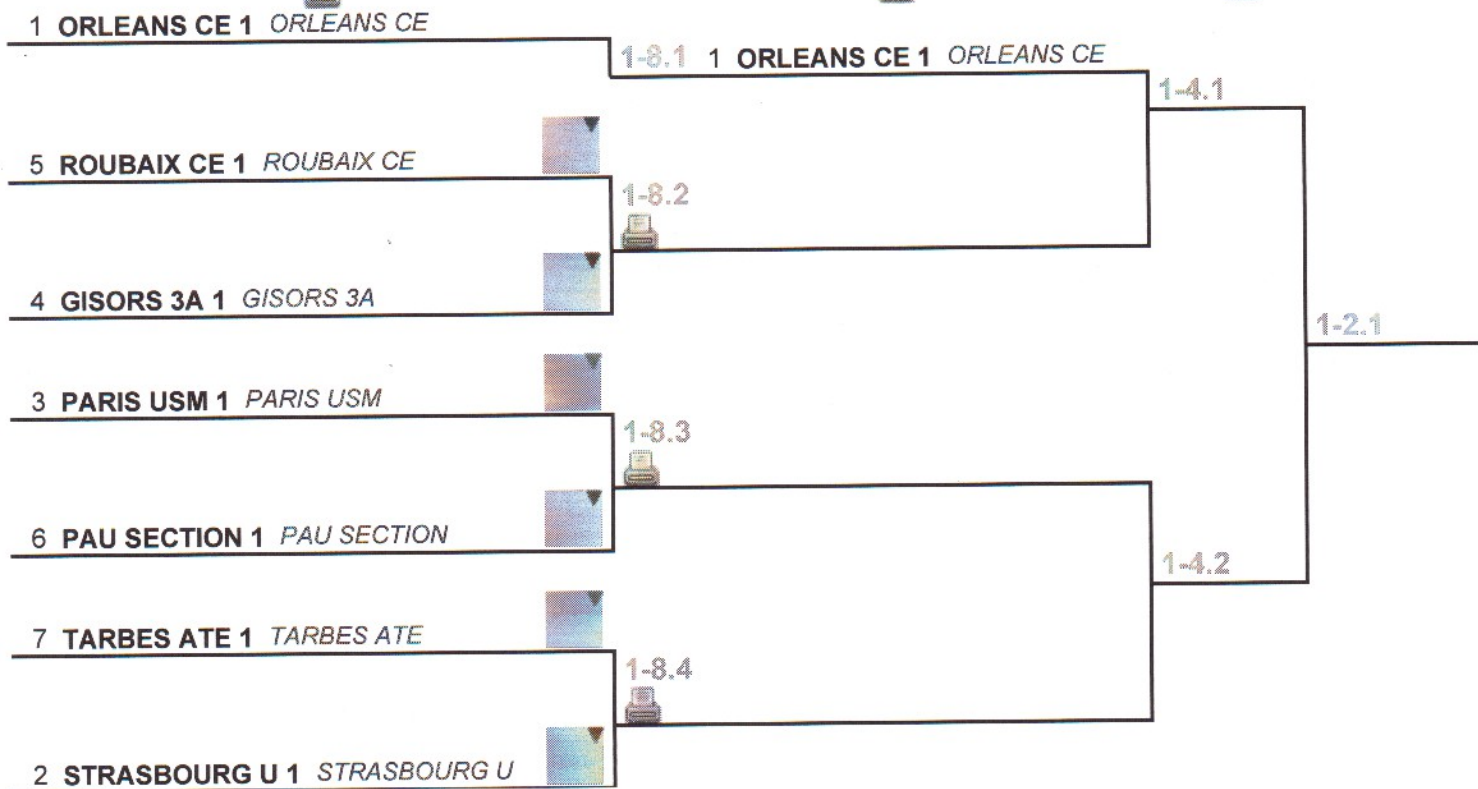 1 ORLEANS CE 1 ORLEANS CE
1-8.1 1 ORLEANS CE 1 ORLEANS CE
1-4.1
5 ROUBAIX CE 1 ROUBAIX CE
1-8.2
4 GISORS 3A 1 GISORS 3A
1-2.1
3 PARIS USM 1 PARIS USM
1-8.3
6 PAU SECTION 1 PAU SECTION
1-4.2
7 TARBES ATE 1 TARBES ATE
1-8.4
2 STRASBOURG U 1 STRASBOURG U